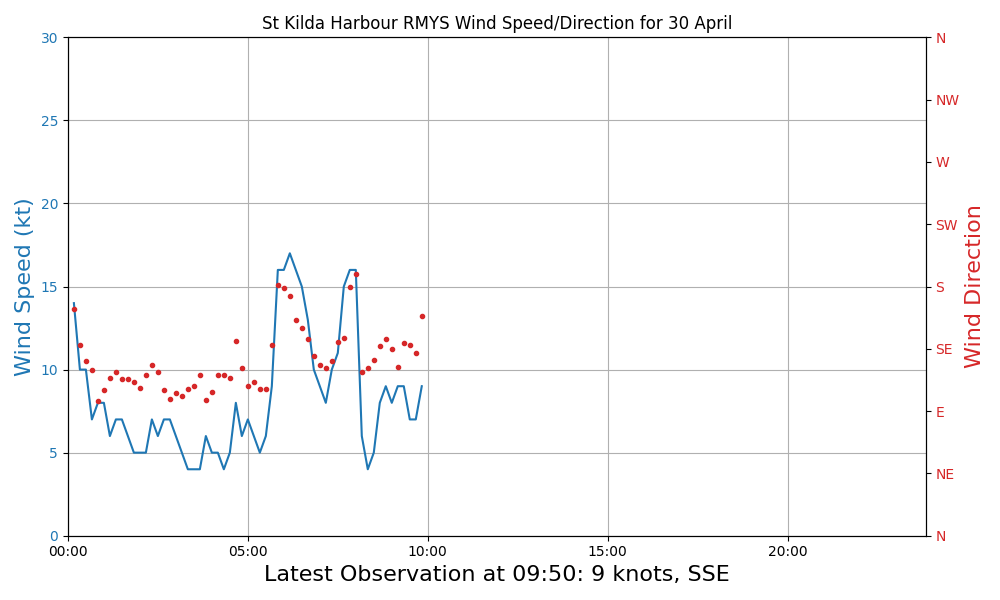 St Kilda Harbour RMYS Wind Speed/Direction for 30 April
30
25
20
15
10
5
0
Wind Speed (kt)
N
NW
W
SW
S
SE
E
NE
N
Wind Direction
00:00 05:00 10:00 15:00 20:00
Latest Observation at 09:50: 9 knots, SSE